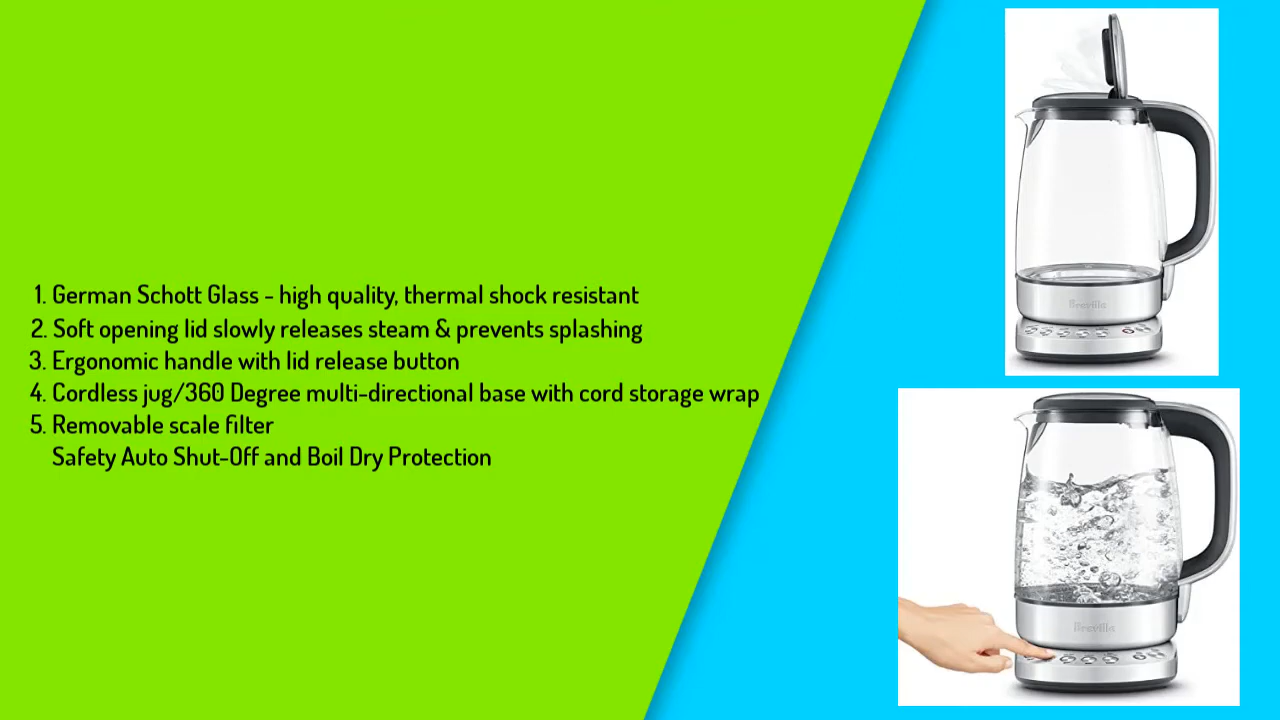 1. German Schott Glass - high quality, thermal shock resistant
2. Soft opening lid slowly releases steam & prevents splashing
3. Ergonomic handle with lid release button
4. Cordless jug/360 Degree multi-directional base with cord storage wrap
5. Removable scale filter
Safety Auto Shut-Off and Boil Dry Protection
Breville
Breville